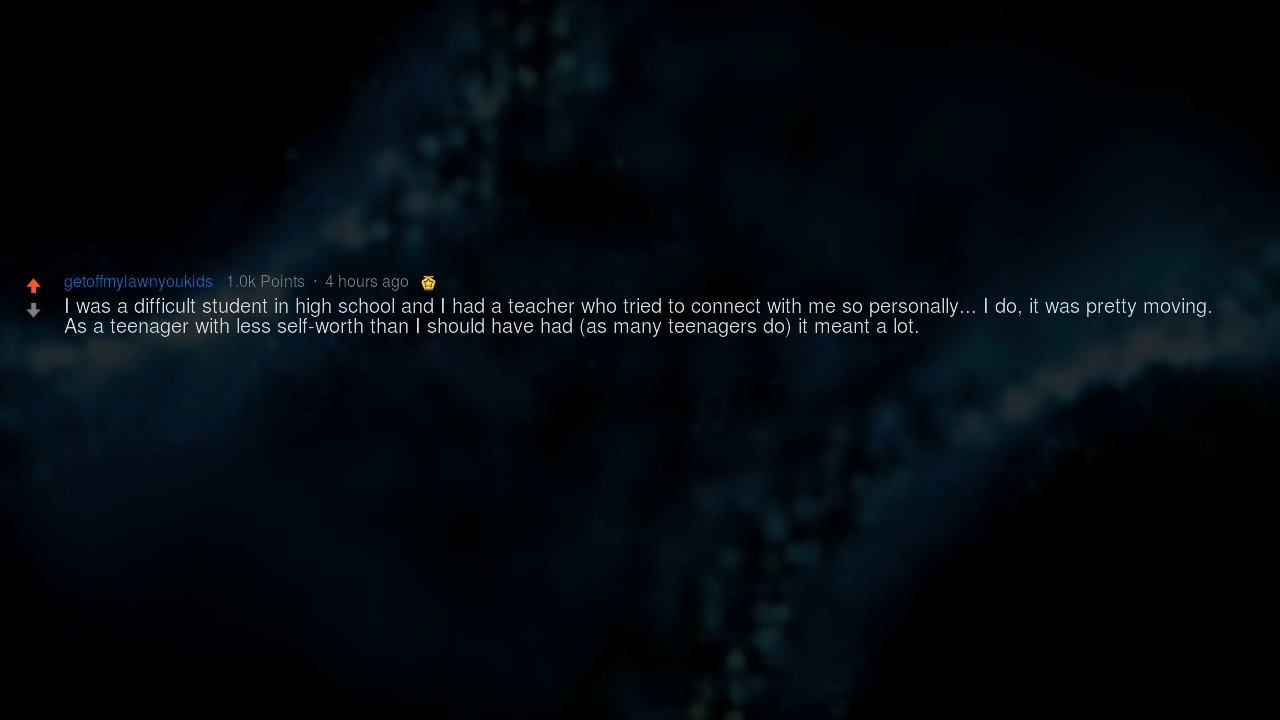 getoffmylawnyoukids 1.0k Points · 4 hours ago
I was a difficult student in high school and I had a teacher who tried to connect with me so personally... I do, it was pretty moving.
As a teenager with less self-worth than I should have had (as many teenagers do) it meant a lot.